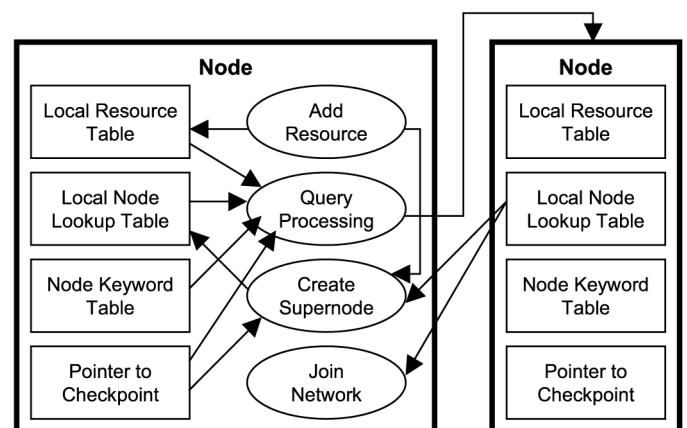 Node
Local Resource
Table
Add
Resource
Local Node
Lookup Table
Query
Processing
Node Keyword
Table
Create
Supernode
Pointer to
Checkpoint
Join
Network
Node
Local Resource
Table
Local Node
Lookup Table
Node Keyword
Table
Pointer to
Checkpoint